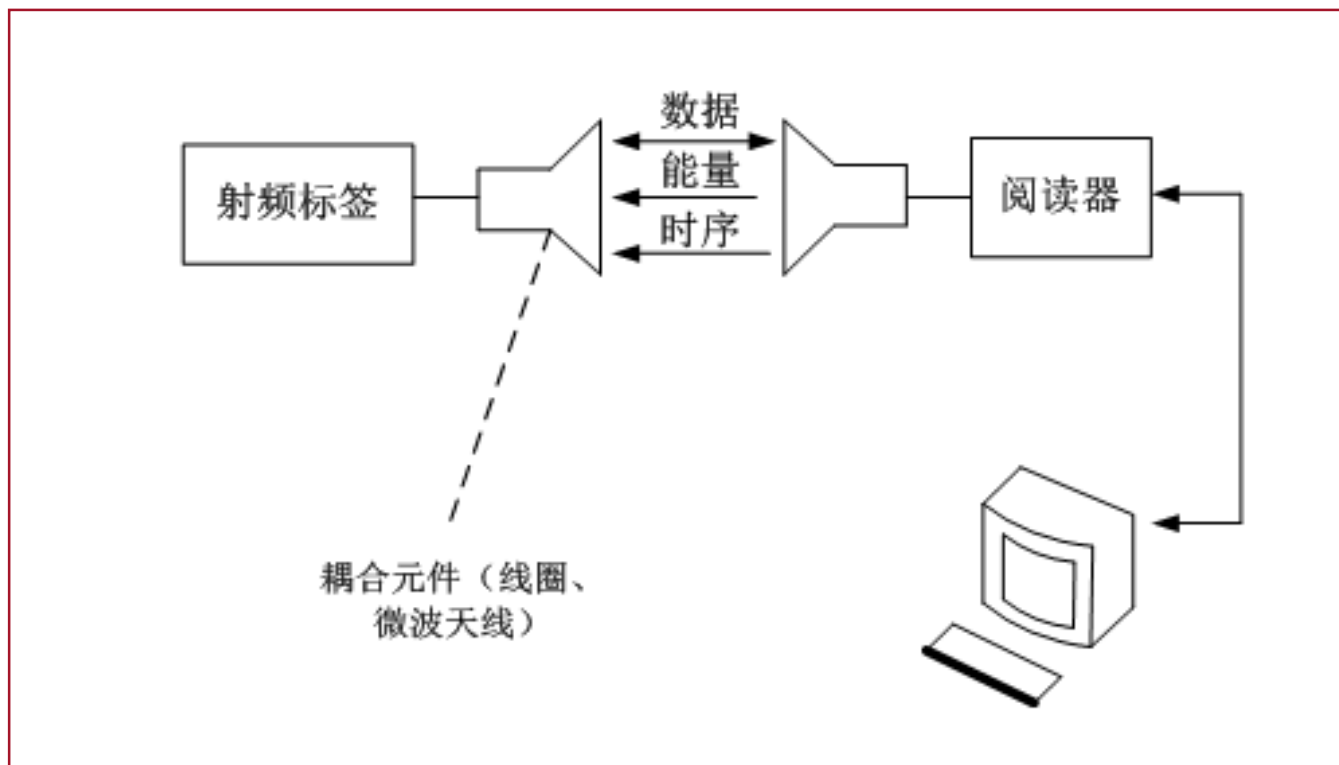 数据
能量
时序
射频标签
阅读器
耦合元件（线圈、
微波天线）